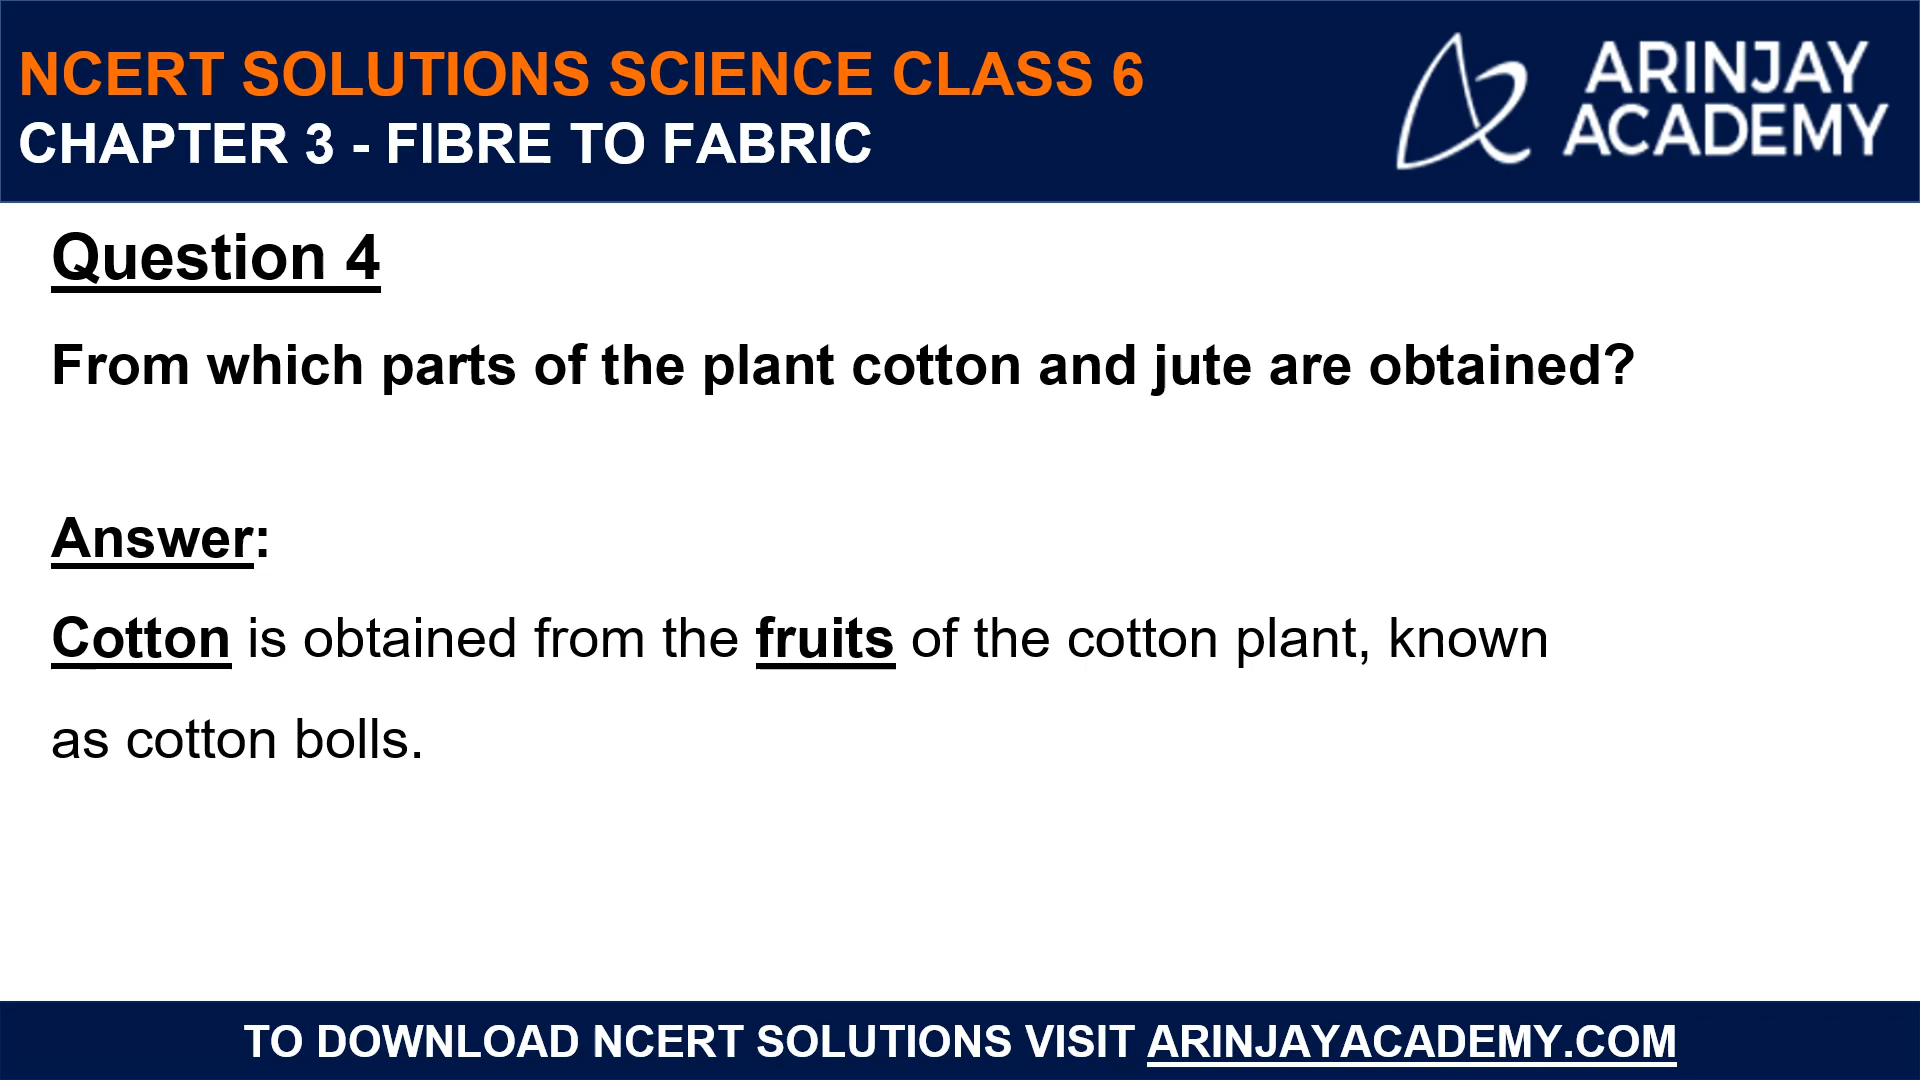 NCERT SOLUTIONS SCIENCE CLASS 6
CHAPTER 3 - FIBRE TO FABRIC
ARINJAY
ACADEMY
Question 4
From which parts of the plant cotton and jute are obtained?
Answer:
Cotton is obtained from the fruits of the cotton plant, known
as cotton bolls.
TO DOWNLOAD NCERT SOLUTIONS VISIT ARINJAYACADEMY.COM